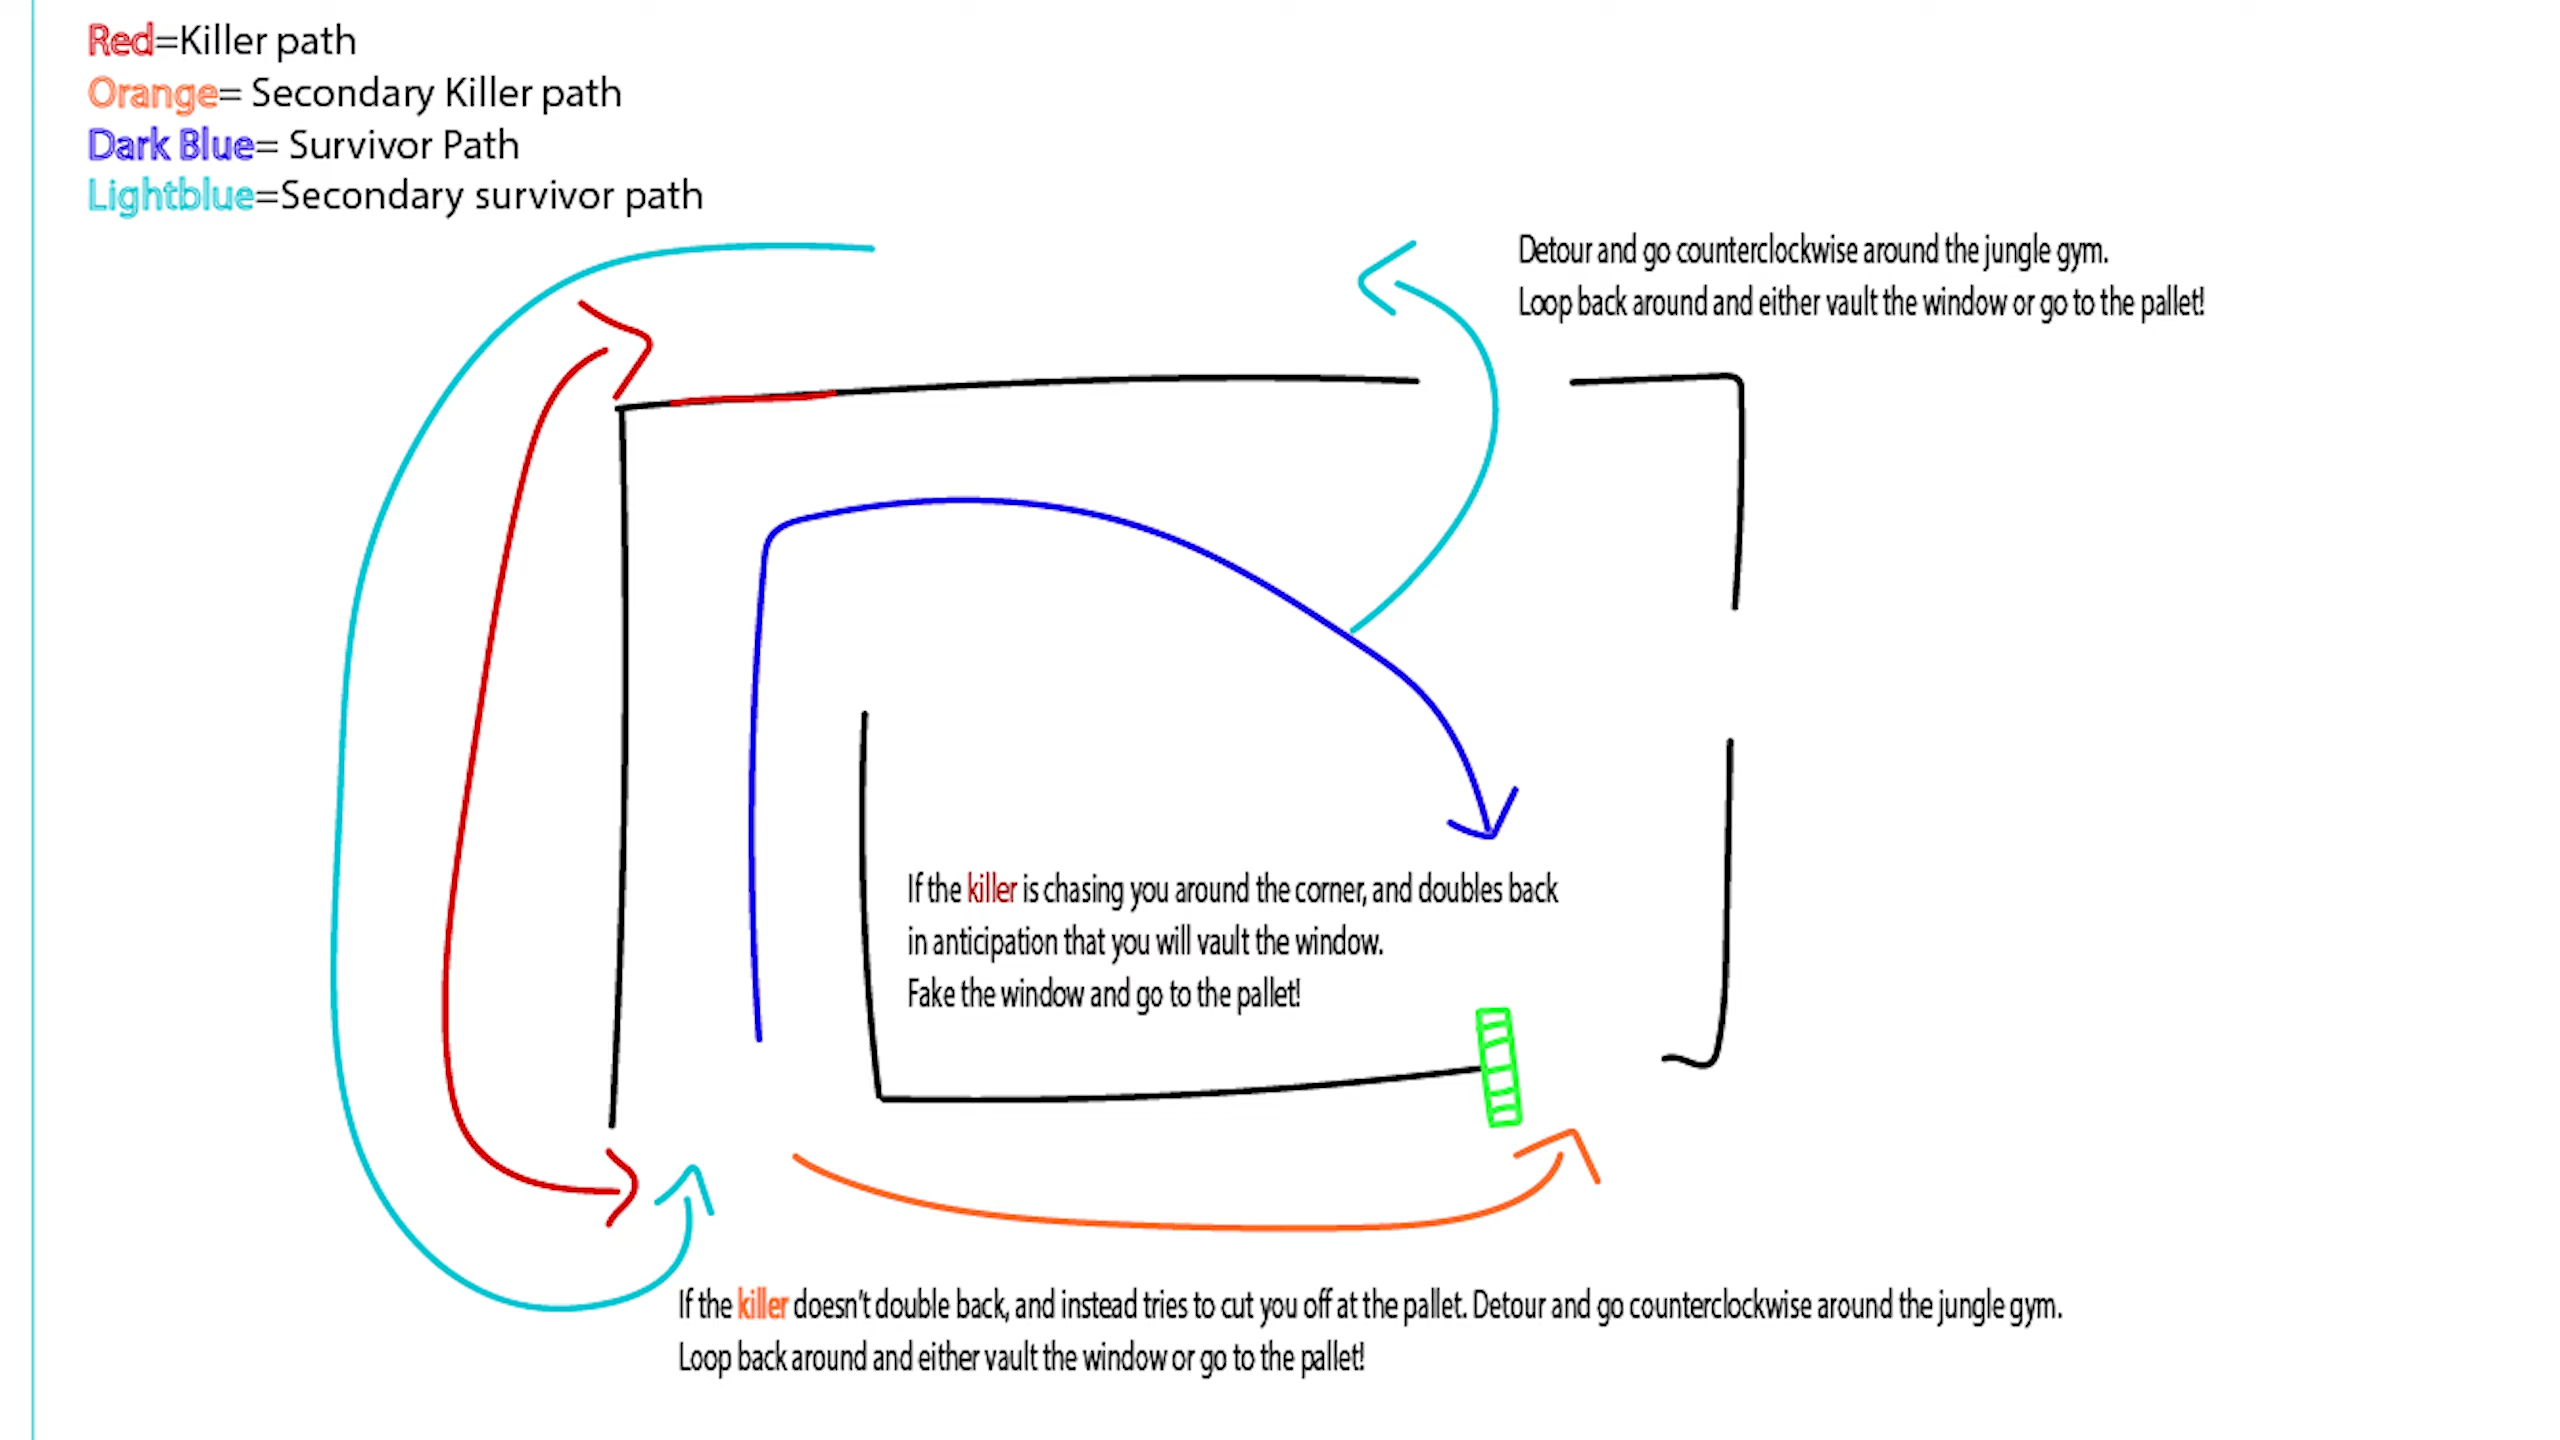 Red=Killer path
Orange= Secondary Killer path
Dark Blue= Survivor Path
Lightblue=Secondary survivor path
Detour and go counterclockwise around the jungle gym.
Loop back around and either vault the window or go to the pallet!
If the killer is chasing you around the corner, and doubles back
in anticipation that you will vault the window.
Fake the window and go to the pallet!
If the killer doesn't double back, and instead tries to cut you off at the pallet. Detour and go counterclockwise around the jungle gym.
Loop back around and either vault the window or go to the pallet!